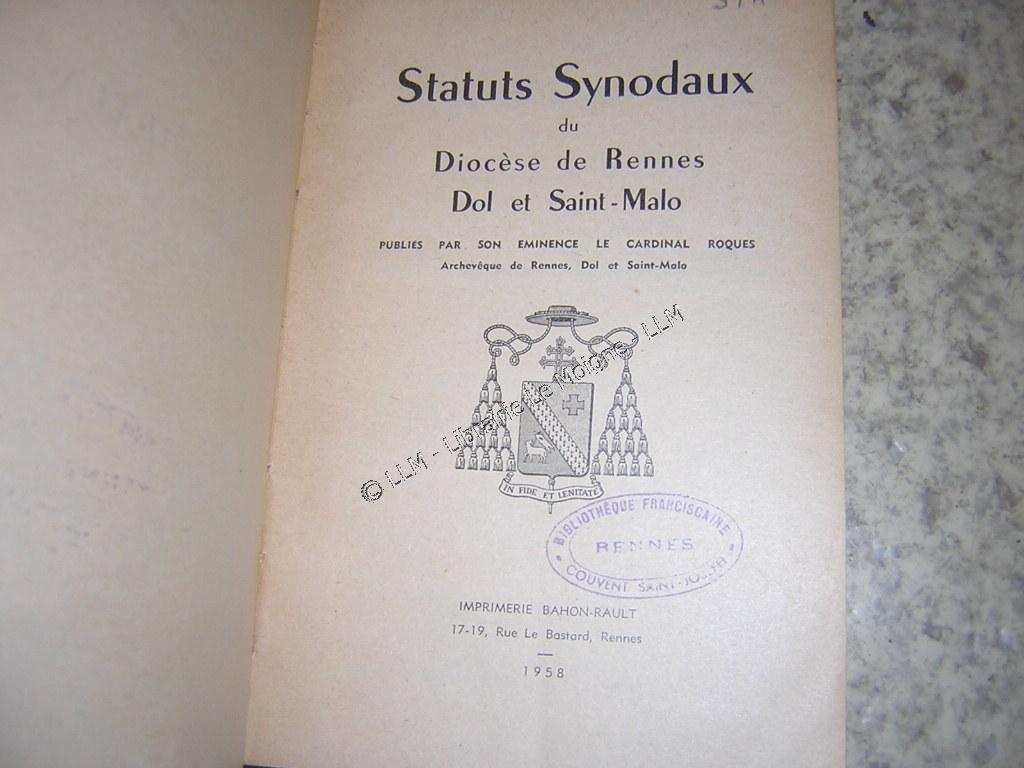 Statuts Synodaux
du
Diocèse de Rennes
Dol et Saint-Malo
PUBLIÉS PAR SON EMINENCE LE CARDINAL ROQUES
Archevêque de Rennes, Dol et Saint-Malo
© LLM - Librairie Le Moigne - LLM
IN FIDE ET LENITATE
BIBLIOTHÈQUE FRANCISCAINE
RENNES
COUVENT SAINT-JOSEPH
IMPRIMERIE BAHON-RAULT
17-19, Rue Le Bastard, Rennes
1958